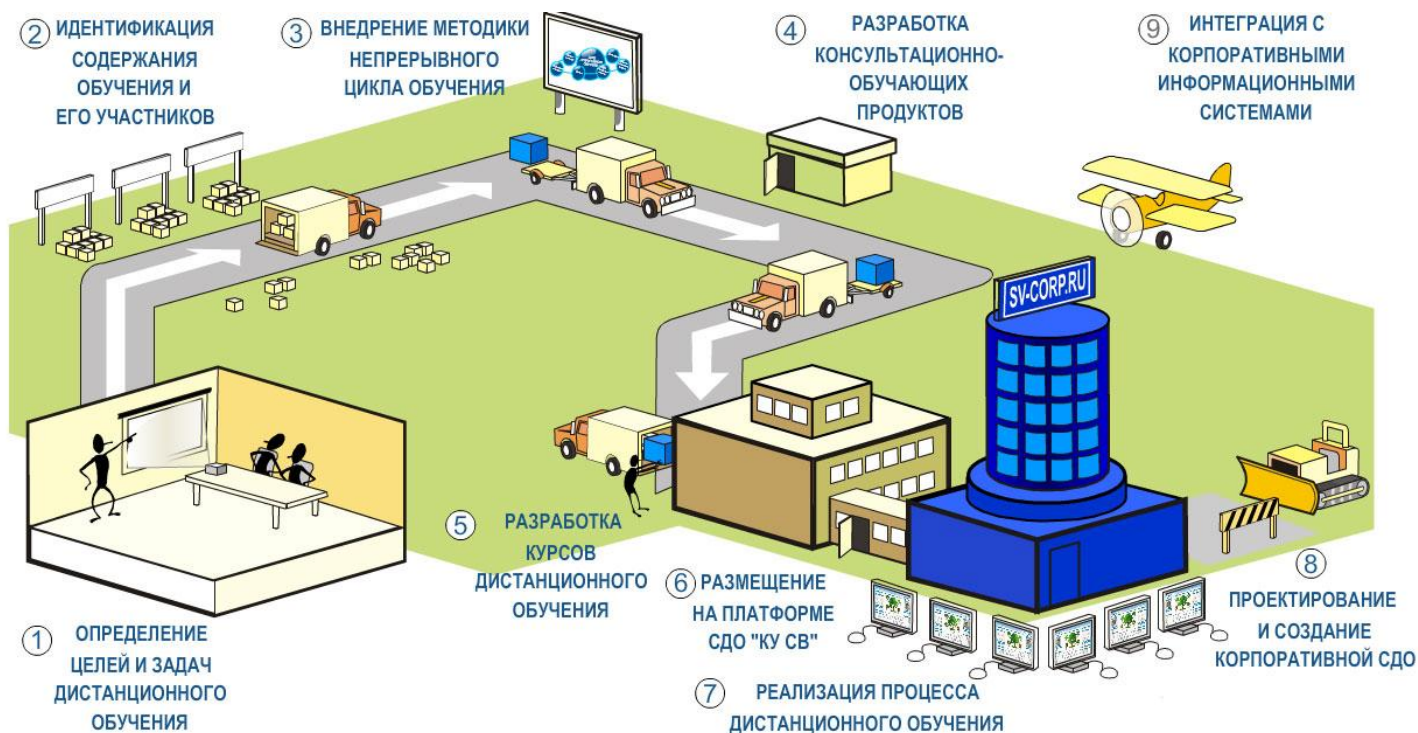 ② ИДЕНТИФИКАЦИЯ
СОДЕРЖАНИЯ
ОБУЧЕНИЯ И
ЕГО УЧАСТНИКОВ
③ ВНЕДРЕНИЕ МЕТОДИКИ
НЕПРЕРЫВНОГО
ЦИКЛА ОБУЧЕНИЯ
④ РАЗРАБОТКА
КОНСУЛЬТАЦИОННО-
ОБУЧАЮЩИХ
ПРОДУКТОВ
⑨ ИНТЕГРАЦИЯ С
КОРПОРАТИВНЫМИ
ИНФОРМАЦИОННЫМИ
СИСТЕМАМИ
SV-CORP.RU
① ОПРЕДЕЛЕНИЕ
ЦЕЛЕЙ И ЗАДАЧ
ДИСТАНЦИОННОГО
ОБУЧЕНИЯ
⑤ РАЗРАБОТКА
КУРСОВ
ДИСТАНЦИОННОГО
ОБУЧЕНИЯ
⑥ РАЗМЕЩЕНИЕ
НА ПЛАТФОРМЕ
СДО "КУ СВ"
⑦ РЕАЛИЗАЦИЯ ПРОЦЕССА
ДИСТАНЦИОННОГО ОБУЧЕНИЯ
⑧
ПРОЕКТИРОВАНИЕ
И СОЗДАНИЕ
КОРПОРАТИВНОЙ СДО